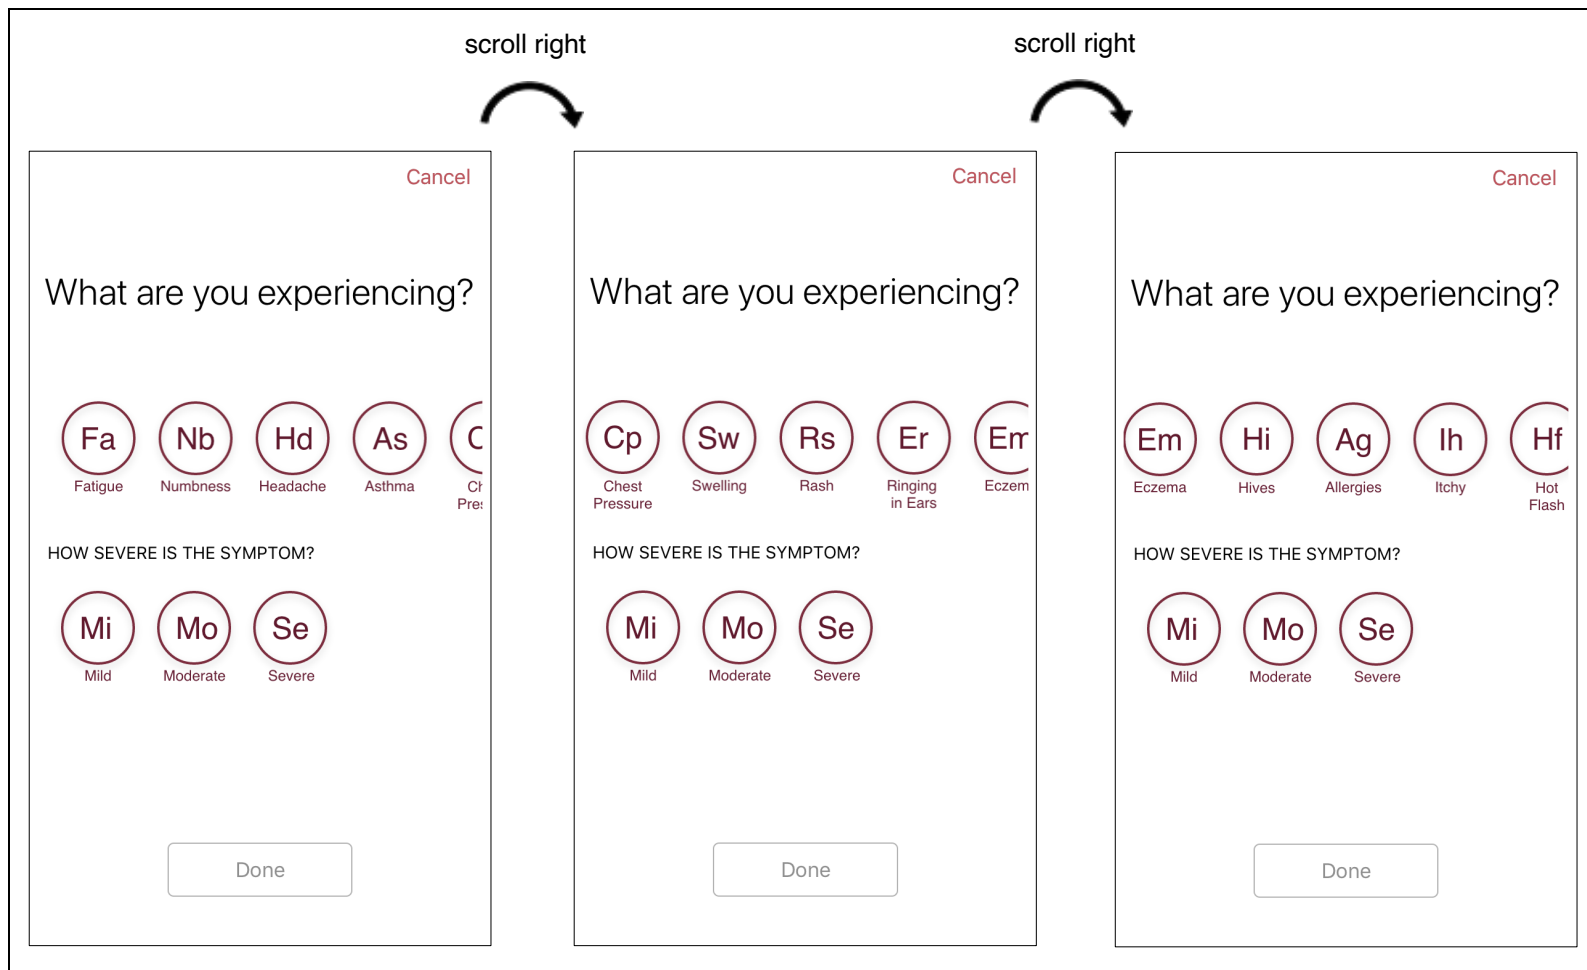 scroll right
scroll right
Cancel
What are you experiencing?
Fa Nb Hd As C
Fatigue Numbness Headache Asthma Ch
Pres
HOW SEVERE IS THE SYMPTOM?
Mi Mo Se
Mild Moderate Severe
Done
Cancel
What are you experiencing?
Cp Sw Rs Er Em
Chest Swelling Rash Ringing Eczem
Pressure in Ears
HOW SEVERE IS THE SYMPTOM?
Mi Mo Se
Mild Moderate Severe
Done
Cancel
What are you experiencing?
Em Hi Ag Ih Hf
Eczema Hives Allergies Itchy Hot
Flash
HOW SEVERE IS THE SYMPTOM?
Mi Mo Se
Mild Moderate Severe
Done